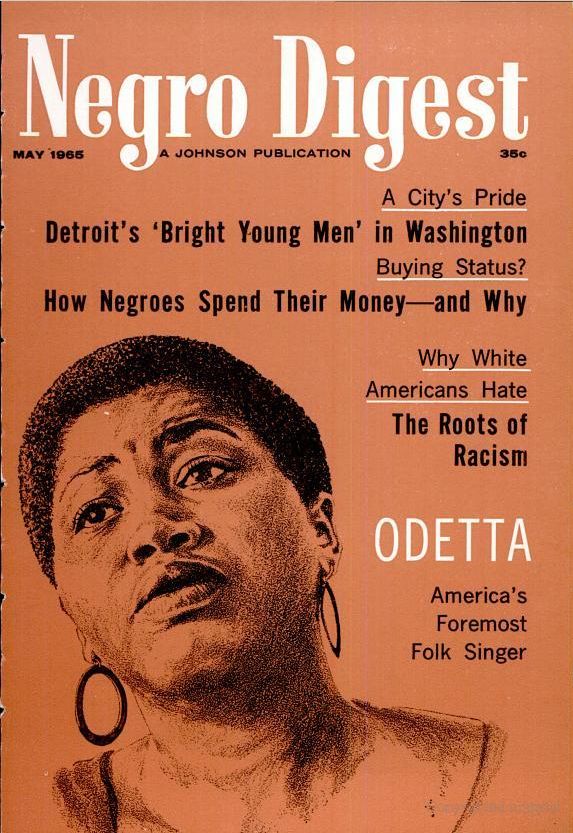 Negro Digest
MAY 1965 A JOHNSON PUBLICATION 35c
A City's Pride
Detroit's 'Bright Young Men' in Washington
Buying Status?
How Negroes Spend Their Money—and Why
Why White
Americans Hate
The Roots of
Racism
ODETTA
America's
Foremost
Folk Singer